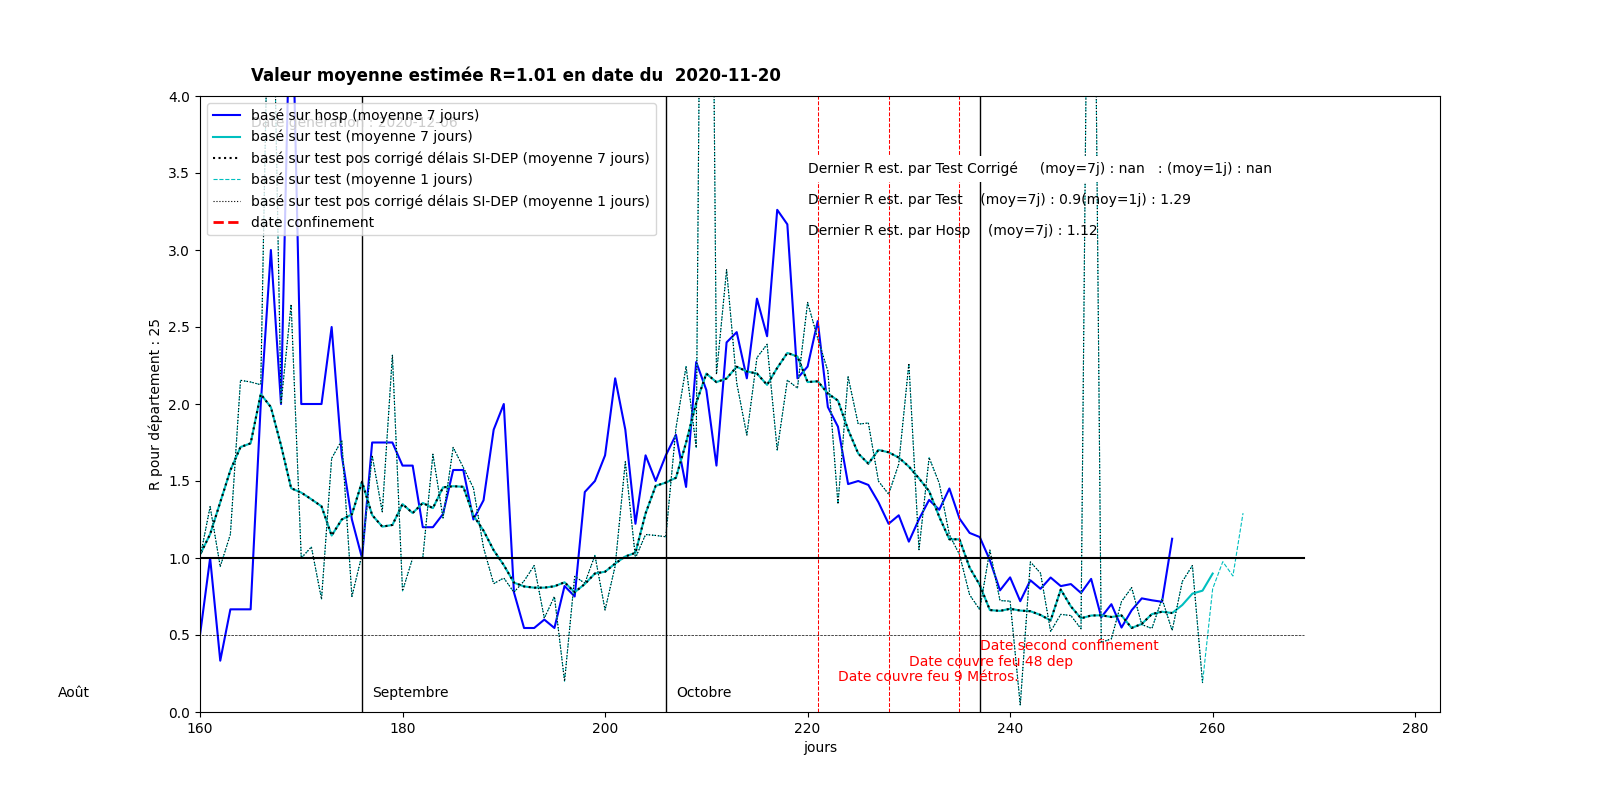 Valeur moyenne estimée R=1.01 en date du  2020-11-20
4.0
3.5
3.0
2.5
2.0
1.5
1.0
0.5
0.0
R pour département : 25
basé sur hosp (moyenne 7 jours)
basé sur test (moyenne 7 jours)
basé sur test pos corrigé délais SI-DEP (moyenne 7 jours)
basé sur test (moyenne 1 jours)
basé sur test pos corrigé délais SI-DEP (moyenne 1 jours)
date confinement
Dernier R est. par Test Corrigé (moy=7j) : nan : (moy=1j) : nan
Dernier R est. par Test (moy=7j) : 0.9(moy=1j) : 1.29
Dernier R est. par Hosp (moy=7j) : 1.12
Date second confinement
Date couvre feu 48 dep
Date couvre feu 9 Métros.
Août
Septembre
Octobre
160 180 200 220 240 260 280
jours